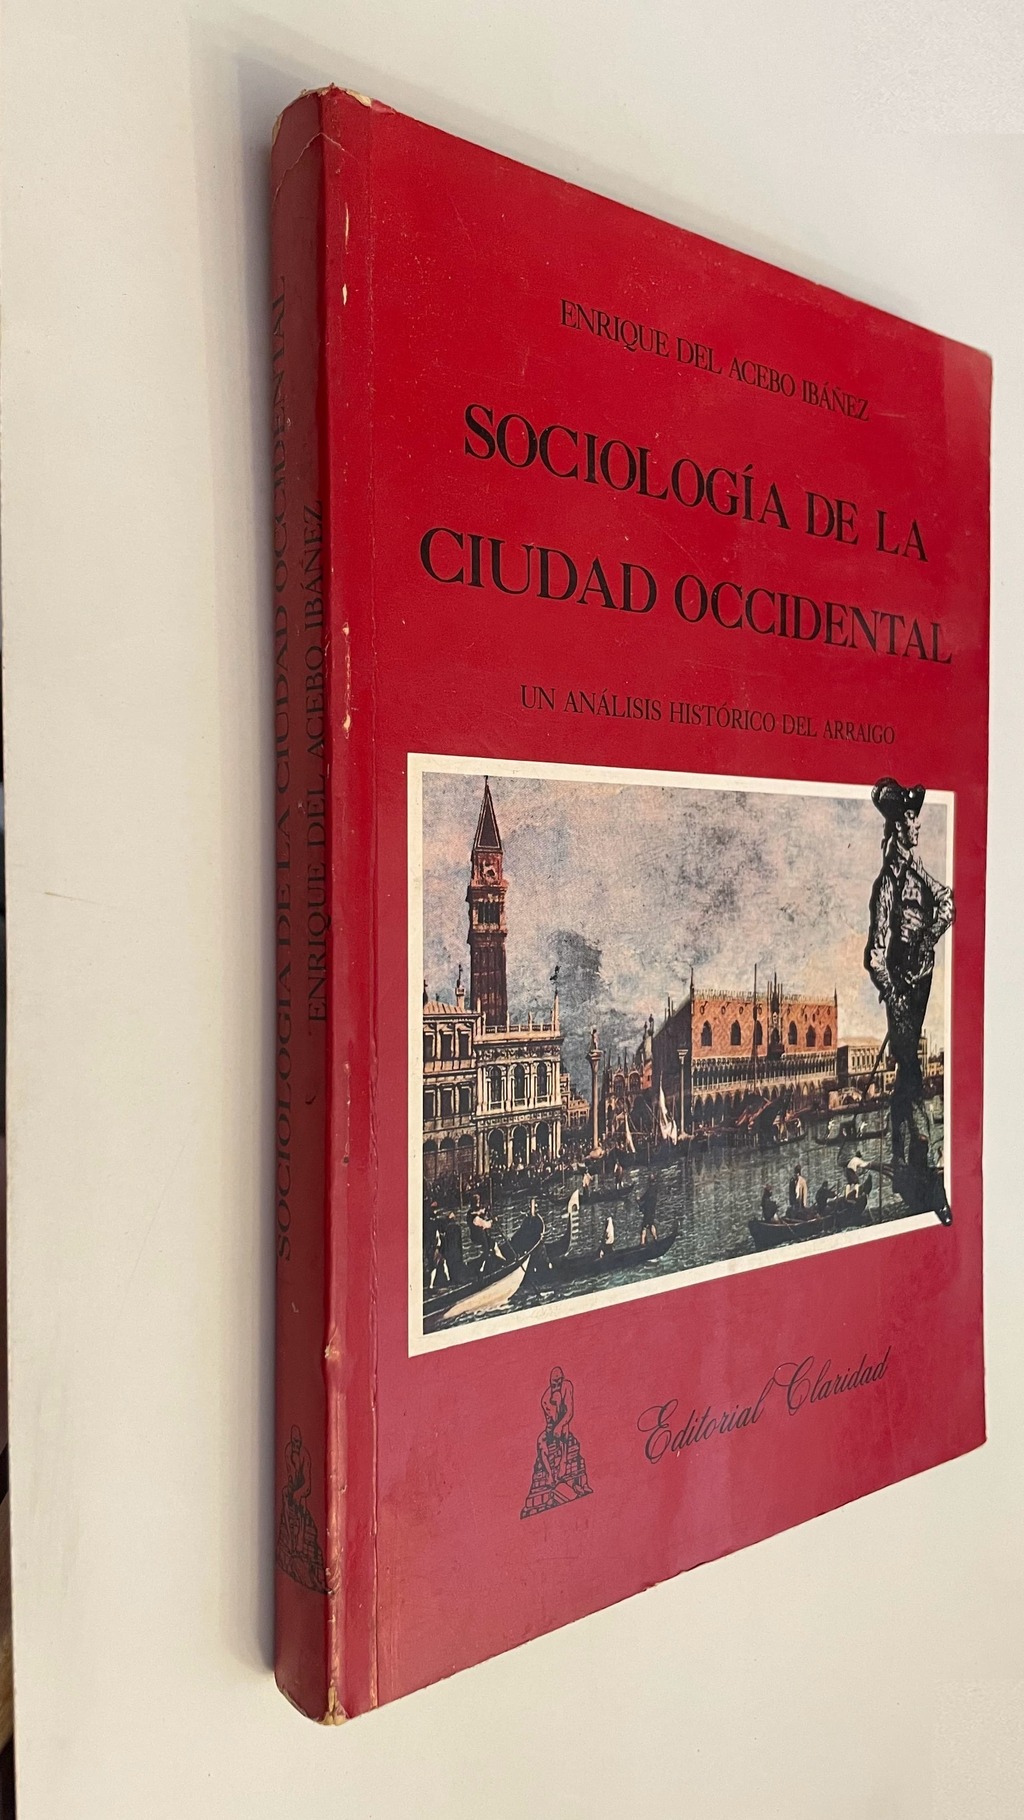 ENRIQUE DEL ACEBO IBÁÑEZ
SOCIOLOGÍA DE LA
CIUDAD OCCIDENTAL
UN ANÁLISIS HISTÓRICO DEL ARRAIGO
Editorial Claridad
SOCIOLOGÍA DE LA CIUDAD OCCIDENTAL
ENRIQUE DEL ACEBO IBÁÑEZ